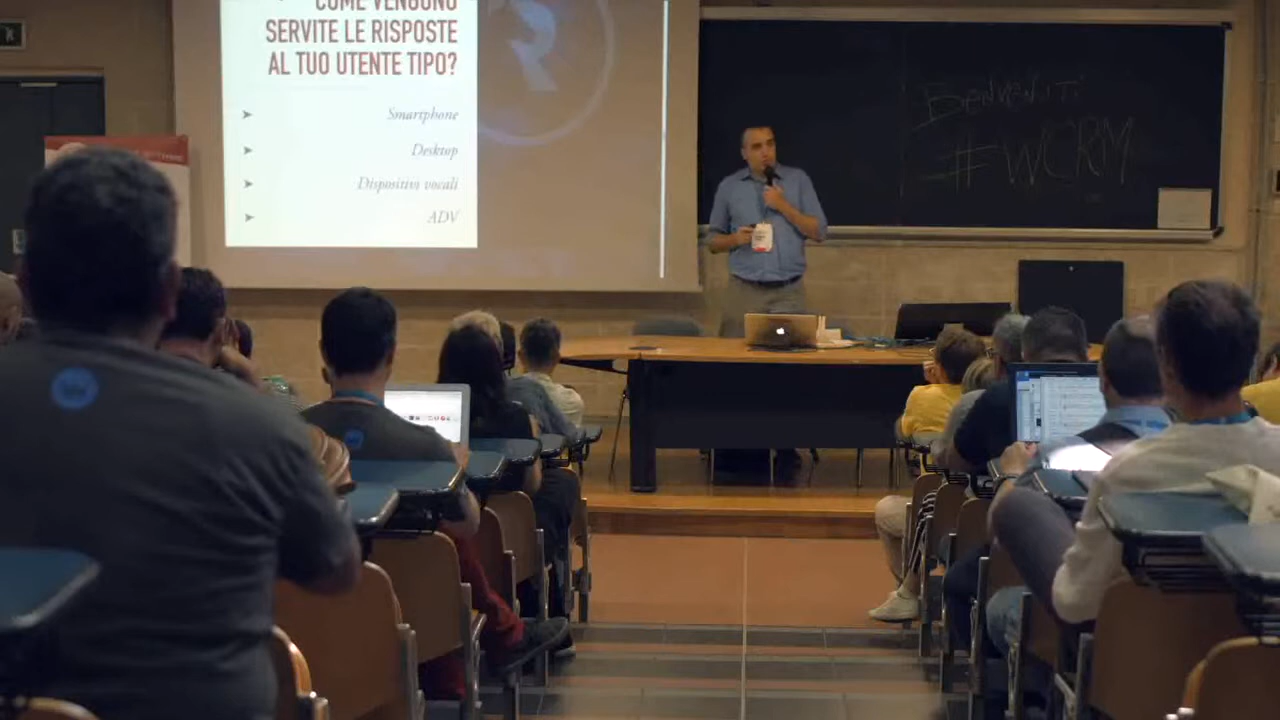 COME VENGONO
SERVITE LE RISPOSTE
AL TUO UTENTE TIPO?
➤ Smartphone
➤ Desktop
➤ Dispositivi vocali
➤ ADV
BENVENUTI
#WCRM